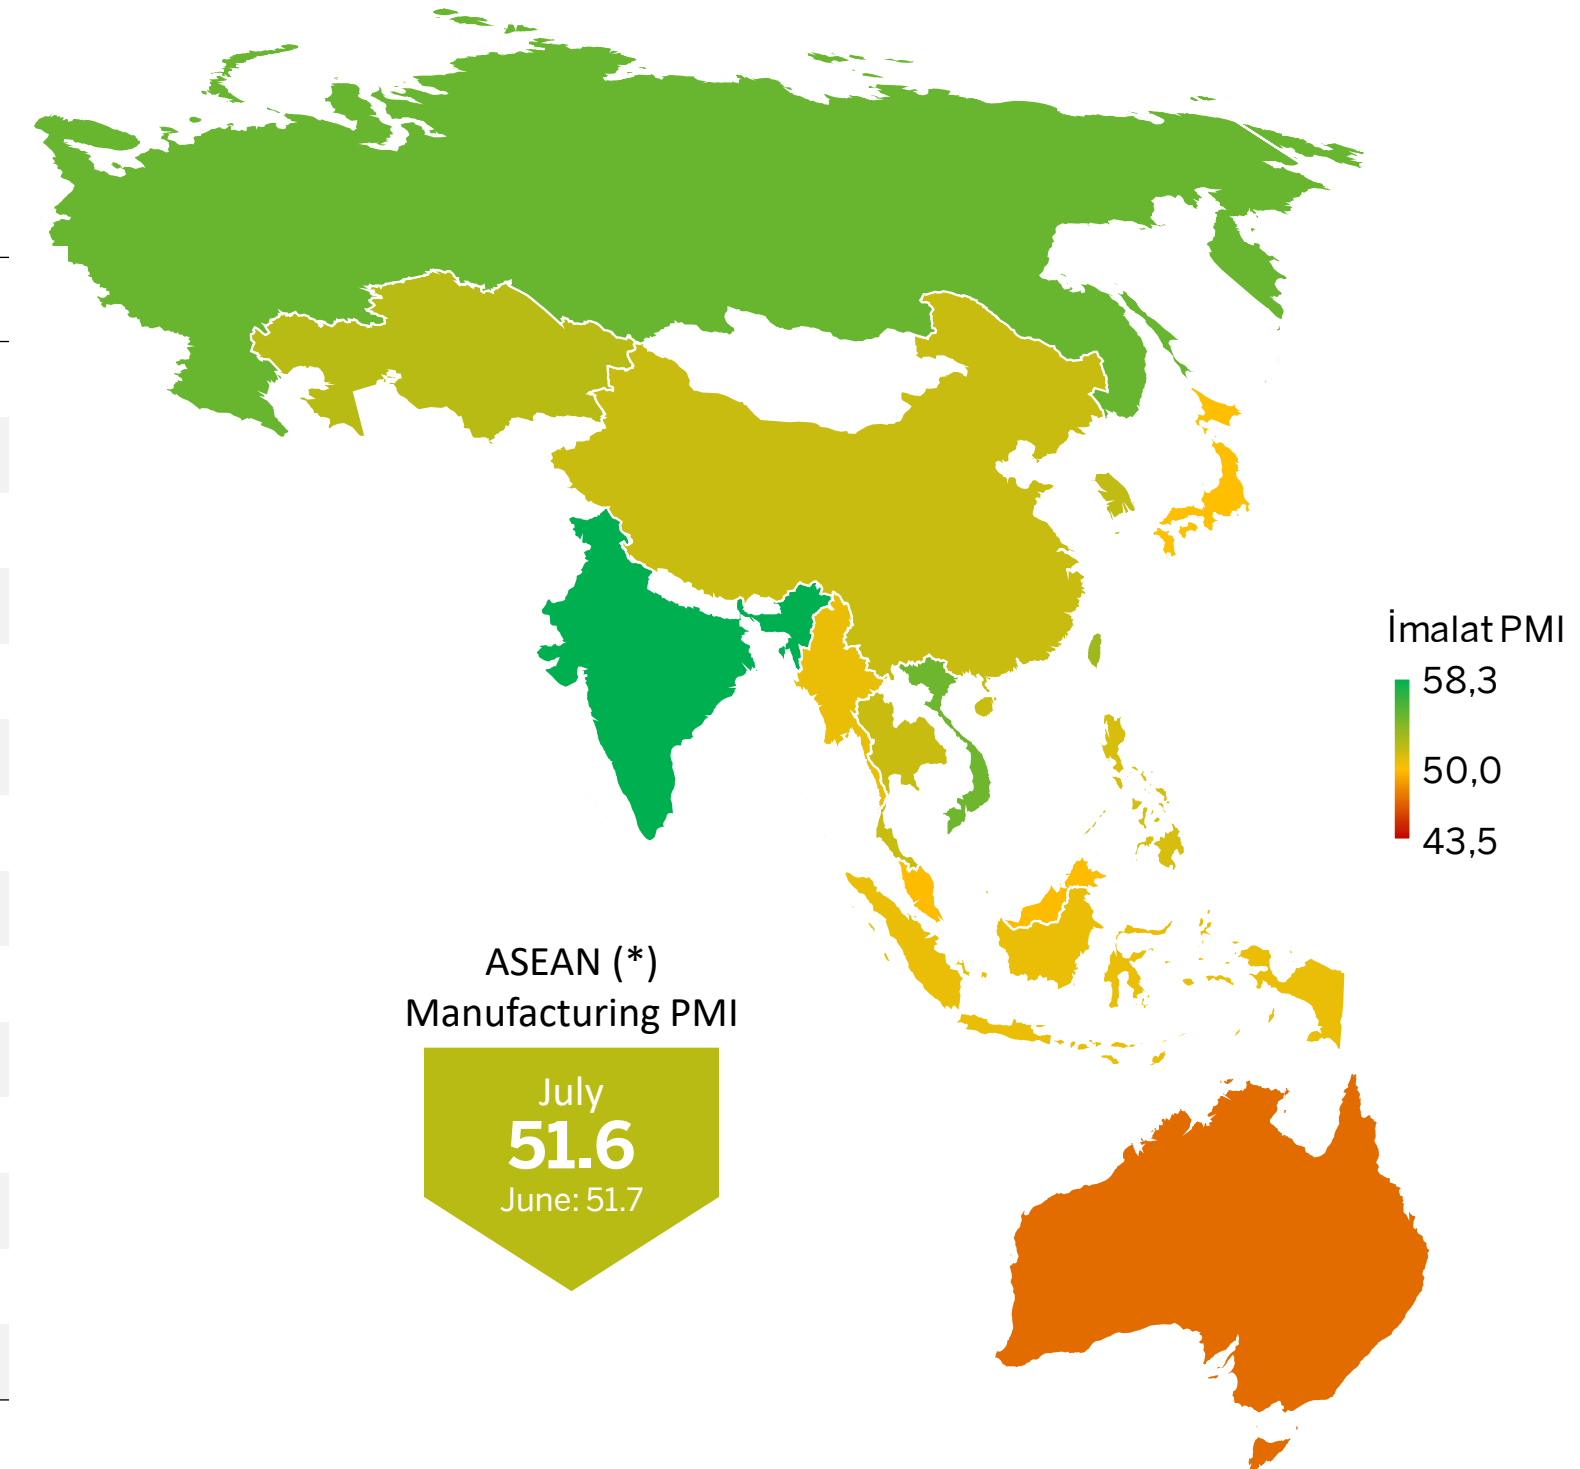 İmalat PMI
58,3
50,0
43,5
ASEAN (*)
Manufacturing PMI
July
51.6
June: 51.7